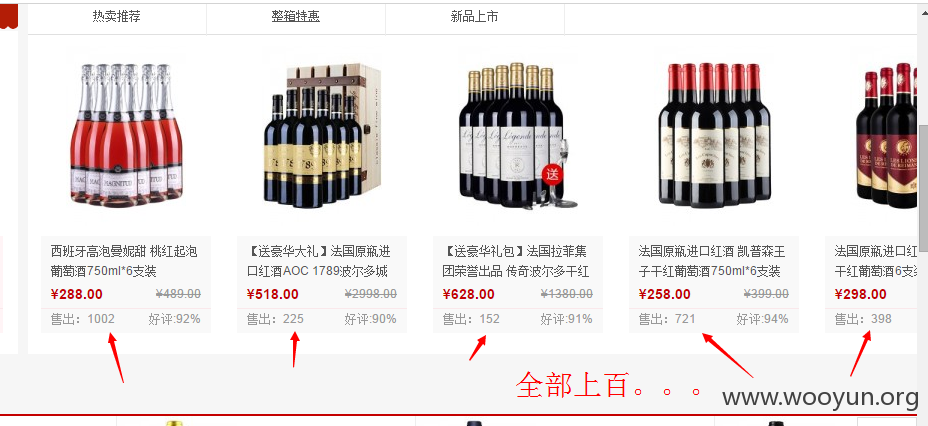 热卖推荐
整箱特惠
新品上市
MAGNITUD
Légende
送
西班牙高泡曼妮甜 桃红起泡
葡萄酒750ml*6支装
¥288.00 ¥489.00
售出：1002 好评:92%
【送豪华大礼】法国原瓶进
口红酒AOC 1789波尔多城
¥518.00 ¥2998.00
售出：225 好评:90%
【送豪华礼包】法国拉菲集
团荣誉出品 传奇波尔多干红
¥628.00 ¥1380.00
售出：152 好评:91%
法国原瓶进口红酒 凯普森王
子干红葡萄酒750ml*6支装
¥258.00 ¥399.00
售出：721 好评:94%
法国原瓶进口
干红葡萄酒6支装
¥298.00
售出：398
全部上百。。。
www.wooyun.org